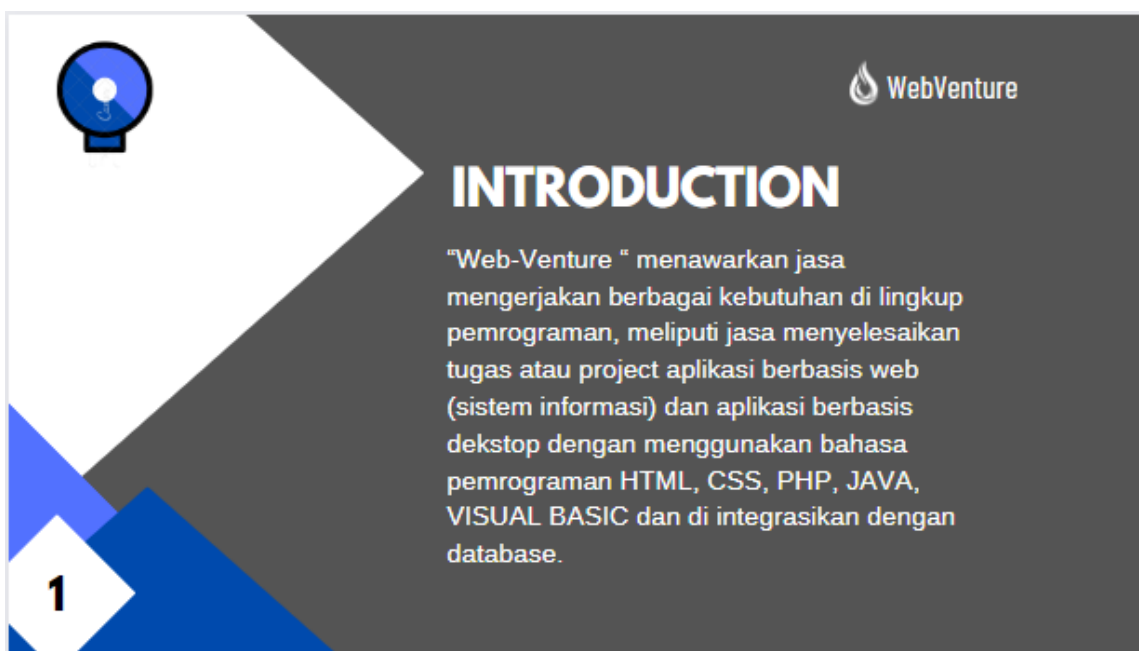 WebVenture
INTRODUCTION
"Web-Venture “ menawarkan jasa
mengerjakan berbagai kebutuhan di lingkup
pemrograman, meliputi jasa menyelesaikan
tugas atau project aplikasi berbasis web
(sistem informasi) dan aplikasi berbasis
dekstop dengan menggunakan bahasa
pemrograman HTML, CSS, PHP, JAVA,
VISUAL BASIC dan di integrasikan dengan
database.
1